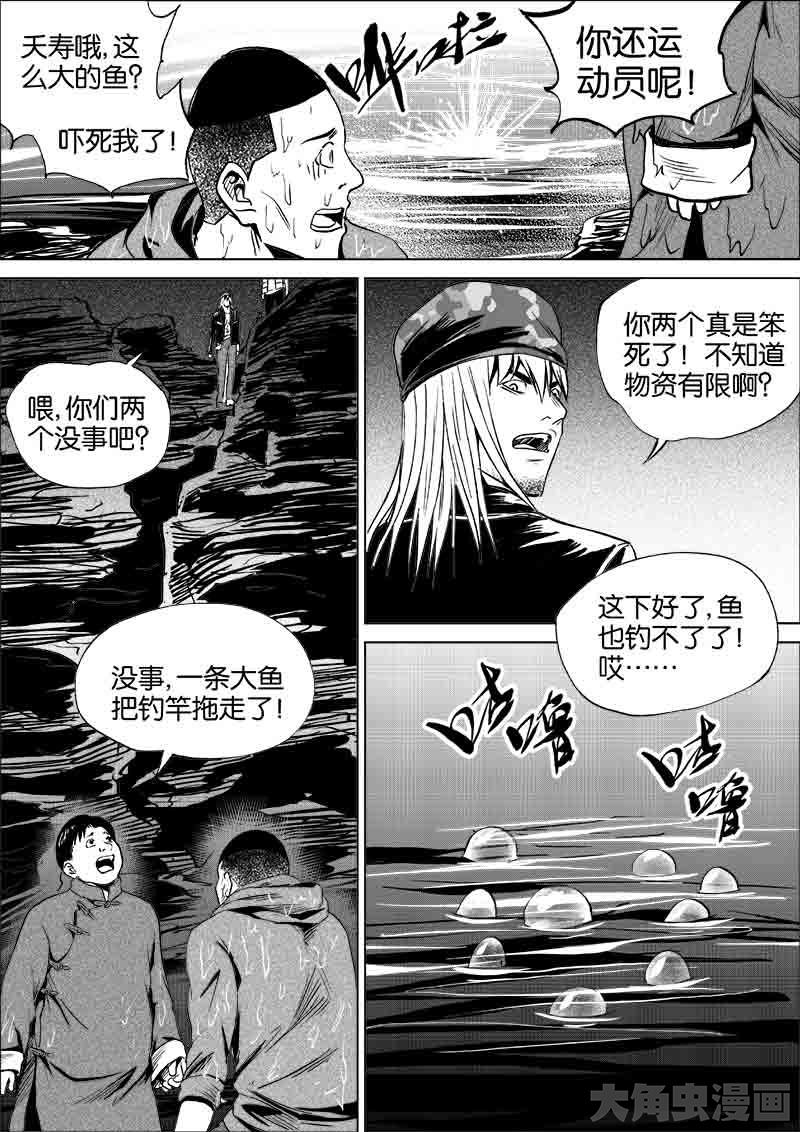 夭寿哦,这
么大的鱼?
吓死我了!
哗啦
你还运
动员呢!
喂,你们两
个没事吧?
没事,一条大鱼
把钓竿拖走了!
你两个真是笨
死了!不知道
物资有限啊?
这下好了,鱼
也钓不了了!
哎……
咕噜
咕噜
大角虫漫画